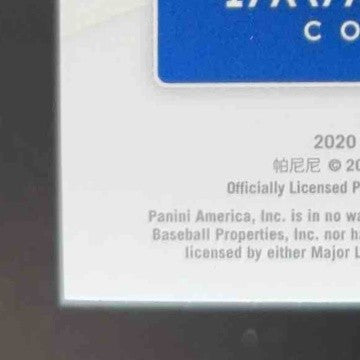 CO
2020
帕尼尼 © 20
Officially Licensed P
Panini America, Inc. is in no wa
Baseball Properties, Inc. nor h
licensed by either Major L